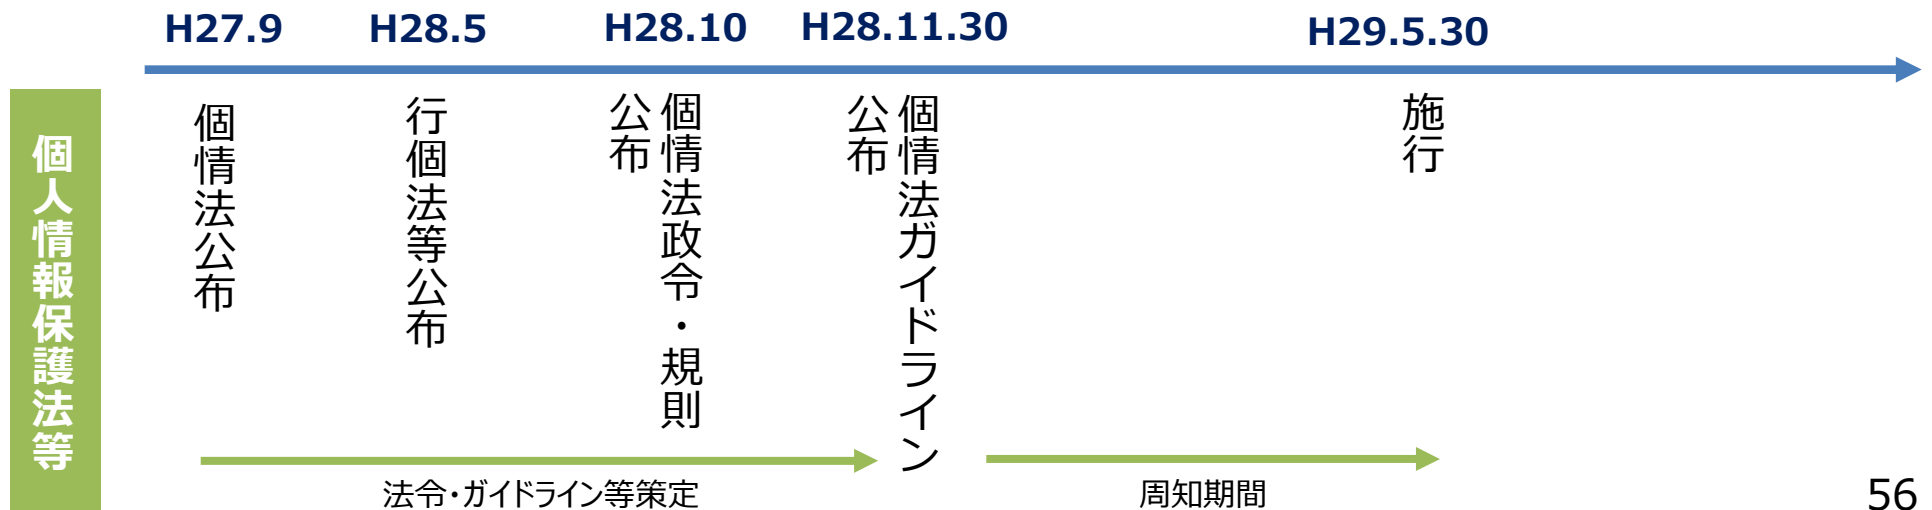 H27.9
H28.5
H28.10
H28.11.30
H29.5.30
個人情報保護法等
個情法公布
行個法等公布
個情法政令・規則
公布
個情法ガイドライン
公布
施行
法令・ガイドライン等策定
周知期間
56